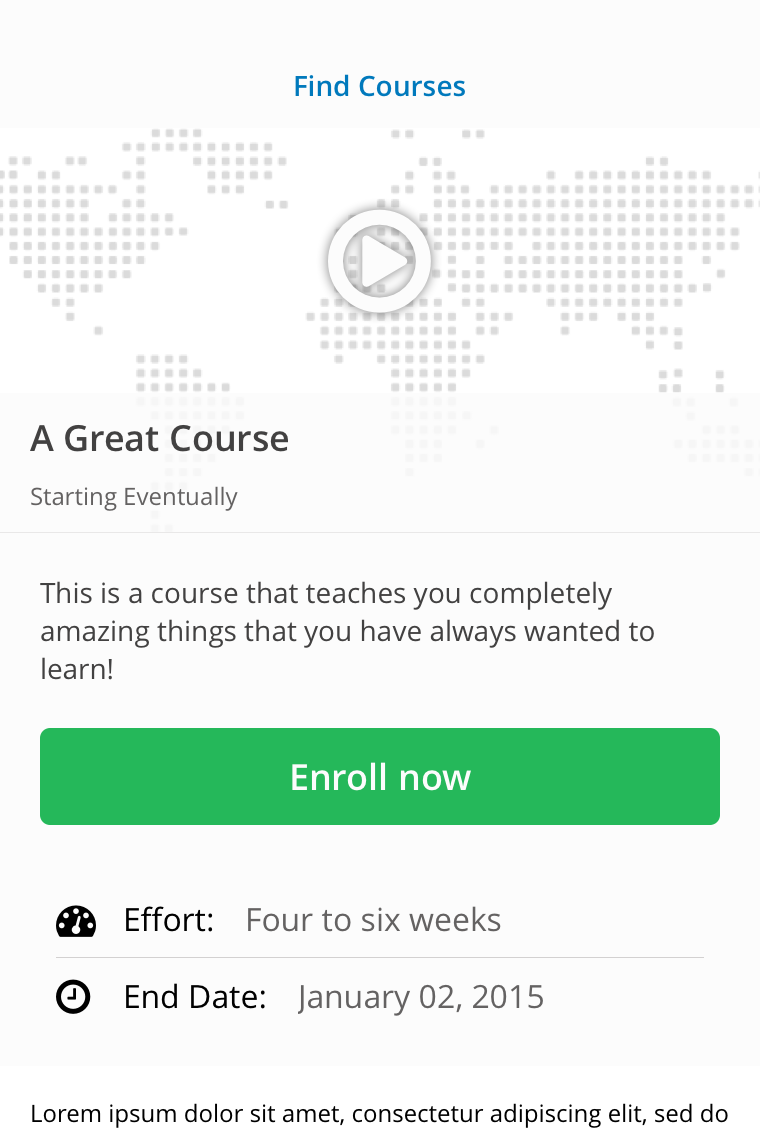 Find Courses
A Great Course
Starting Eventually
This is a course that teaches you completely
amazing things that you have always wanted to
learn!
Enroll now
Effort: Four to six weeks
End Date: January 02, 2015
Lorem ipsum dolor sit amet, consectetur adipiscing elit, sed do